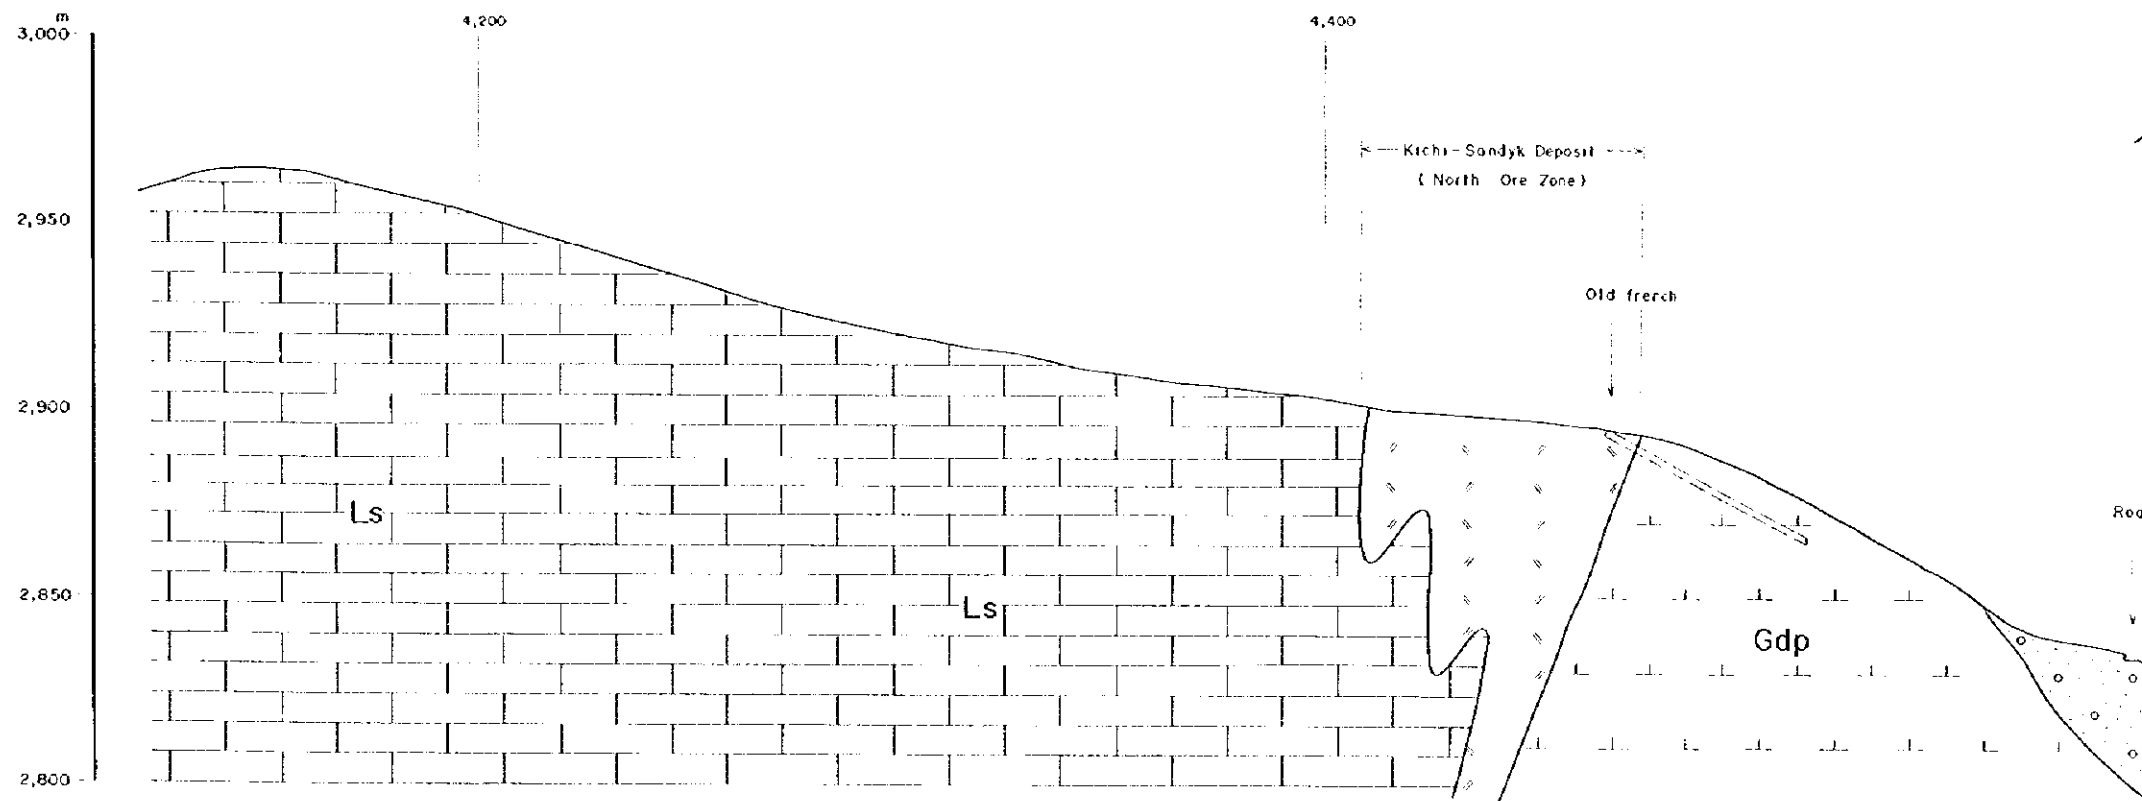 m
3,000
4,200
4,400
Kichi-Sandyk Deposit
( North Ore Zone )
2,950
Old french
2,900
Ls
2,850
Ls
Gdp
2,800